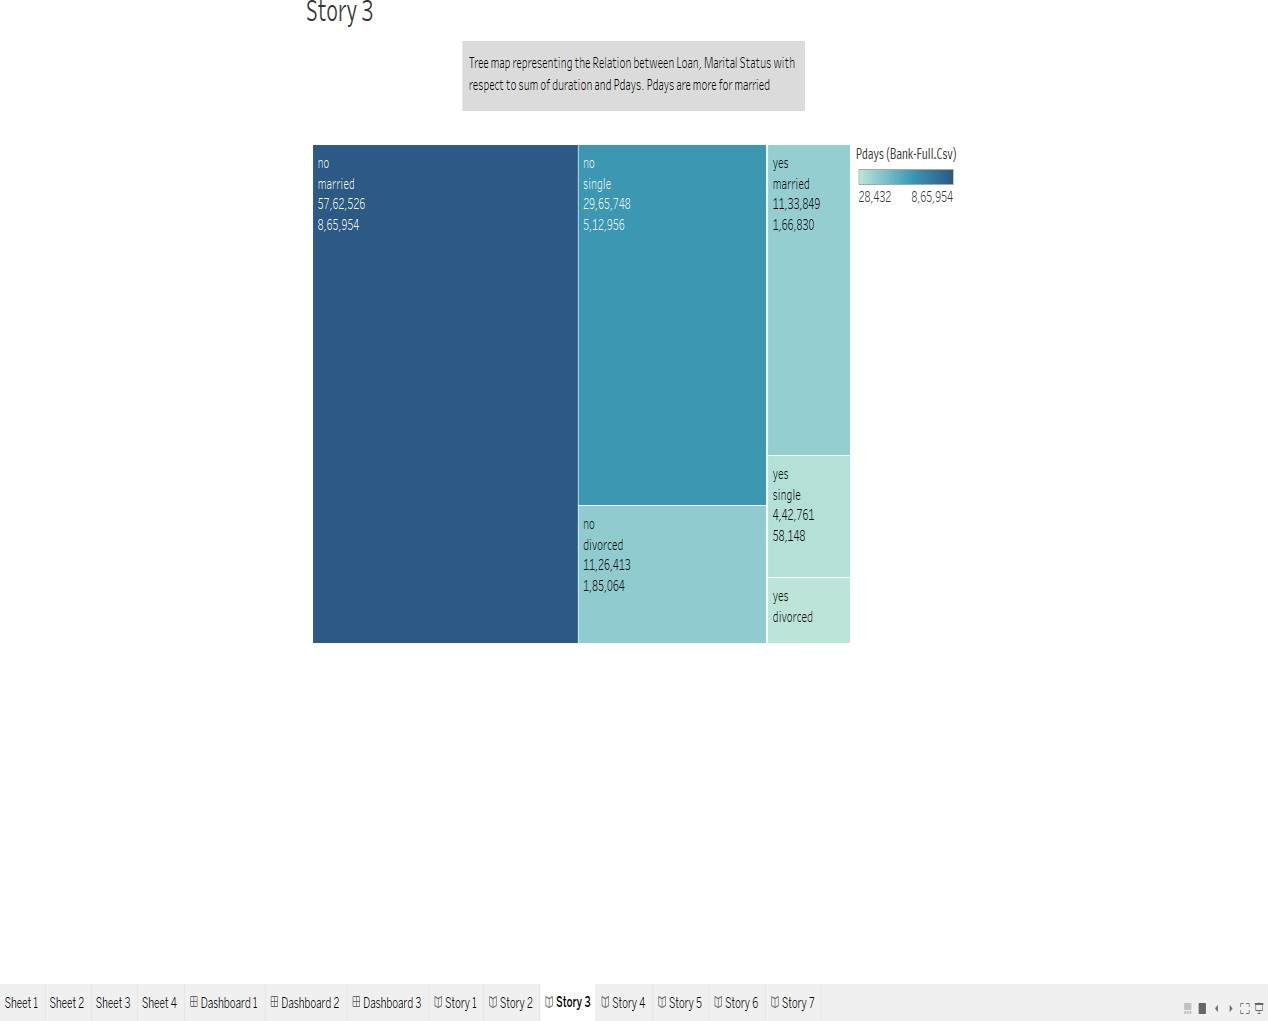 Story 3
Tree map representing the Relation between Loan, Marital Status with
respect to sum of duration and Pdays. Pdays are more for married
no
married
57,62,526
8,65,954
no
single
29,65,748
5,12,956
no
divorced
11,26,413
1,85,064
yes
married
11,33,849
1,66,830
yes
single
4,42,761
58,148
yes
divorced
Pdays (Bank-Full.Csv)
28,432 8,65,954
Sheet 1 Sheet 2 Sheet 3 Sheet 4 Dashboard 1 Dashboard 2 Dashboard 3 Story 1 Story 2 Story 3 Story 4 Story 5 Story 6 Story 7